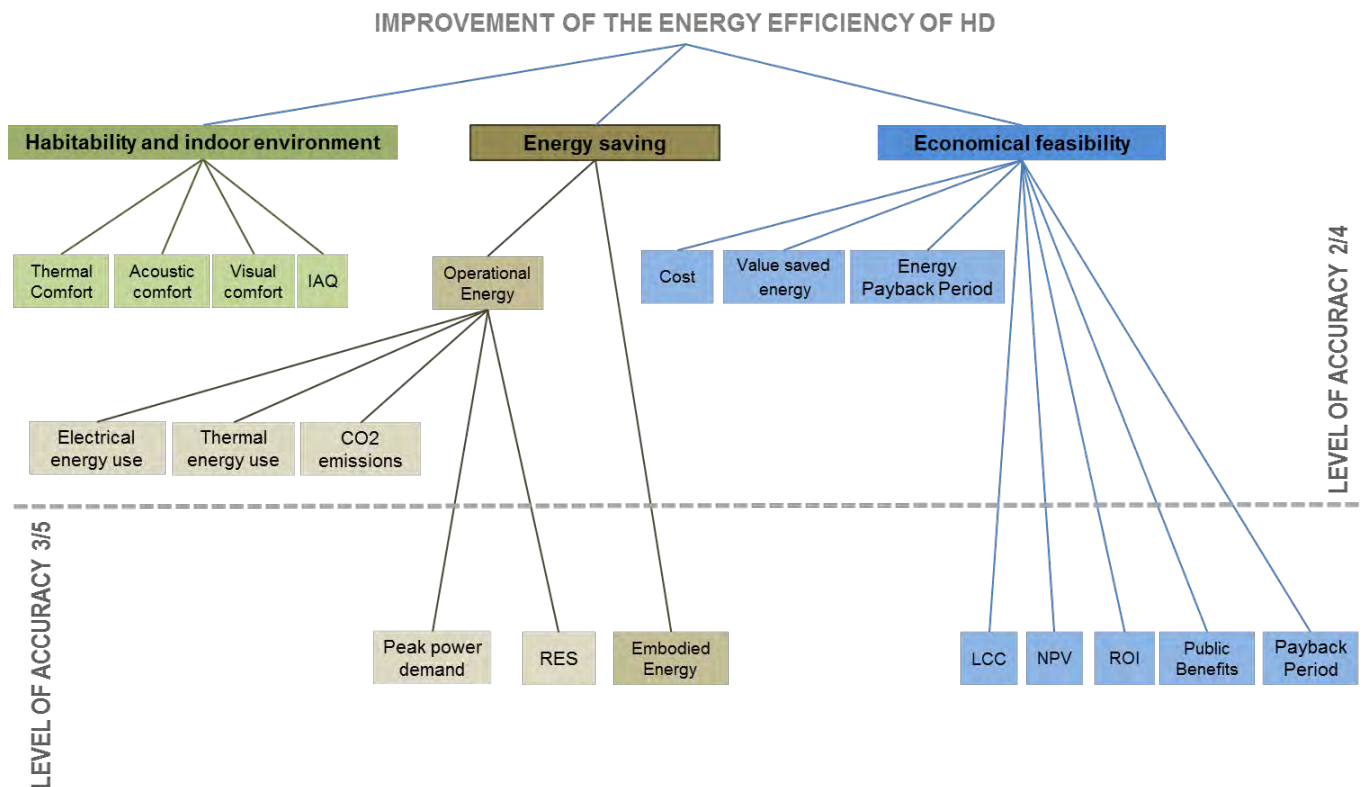 IMPROVEMENT OF THE ENERGY EFFICIENCY OF HD
Habitability and indoor environment
Energy saving
Economical feasibility
Thermal
Comfort
Acoustic
comfort
Visual
comfort
IAQ
Operational
Energy
Cost
Value saved
energy
Energy
Payback Period
LEVEL OF ACCURACY 2/4
Electrical
energy use
Thermal
energy use
CO2
emissions
LEVEL OF ACCURACY 3/5
Peak power
demand
RES
Embodied
Energy
LCC
NPV
ROI
Public
Benefits
Payback
Period